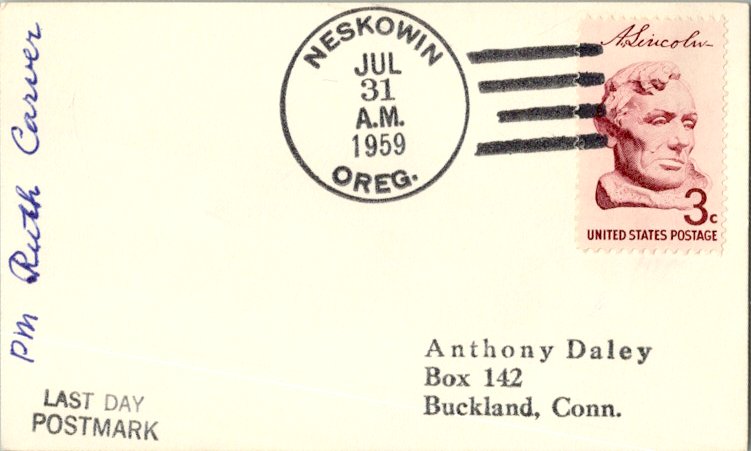 NESKOWIN
JUL
31
A.M.
1959
OREG.
A. Lincoln
3c
UNITED STATES POSTAGE
PM Ruth Carver
Anthony Daley
Box 142
Buckland, Conn.
LAST DAY
POSTMARK